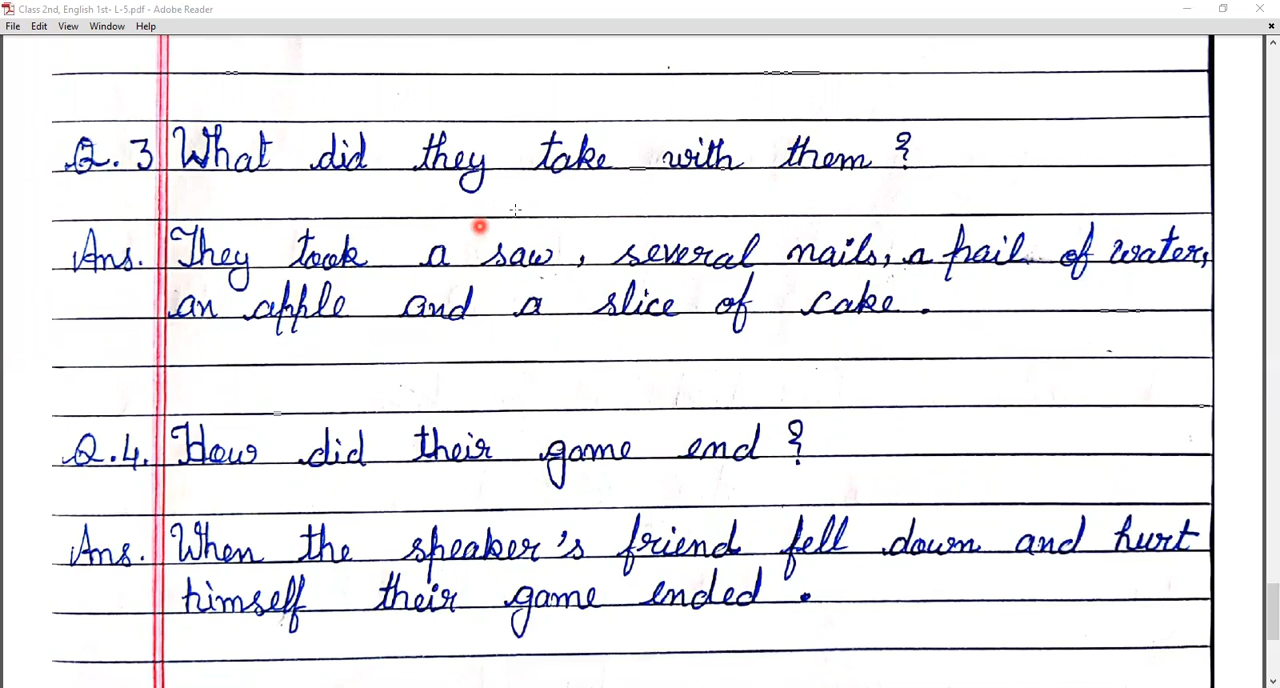 Class 2nd, English 1st- L-5.pdf - Adobe Reader
File Edit View Window Help
Q.3 What did they take with them?
Ans. They took a saw, several nails, a pail of water,
an apple and a slice of cake.
Q.4. How did their game end?
Ans. When the speaker's friend fell down and hurt
himself their game ended.